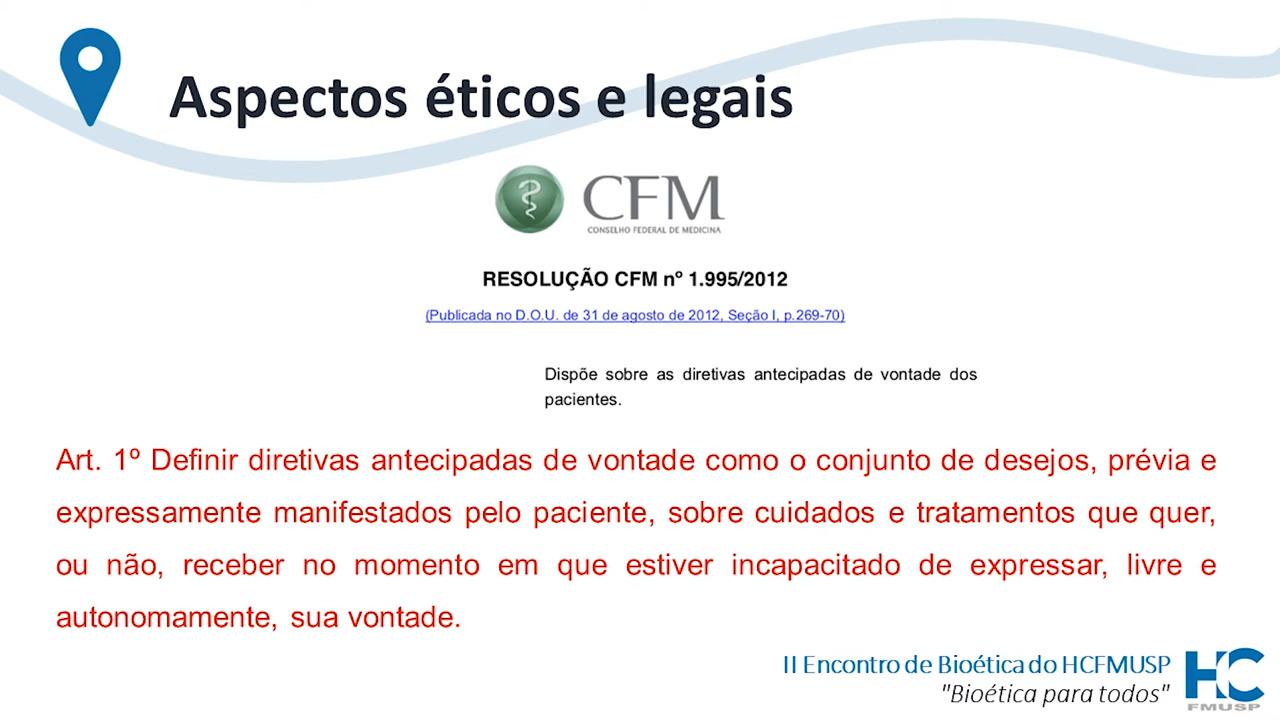 Aspectos éticos e legais
CFM
CONSELHO FEDERAL DE MEDICINA
RESOLUÇÃO CFM nº 1.995/2012
(Publicada no D.O.U. de 31 de agosto de 2012, Seção I, p.269-70)
Dispõe sobre as diretivas antecipadas de vontade dos
pacientes.
Art. 1º Definir diretivas antecipadas de vontade como o conjunto de desejos, prévia e
expressamente manifestados pelo paciente, sobre cuidados e tratamentos que quer,
ou não, receber no momento em que estiver incapacitado de expressar, livre e
autonomamente, sua vontade.
II Encontro de Bioética do HCFMUSP
"Bioética para todos"
HC
FMUSP